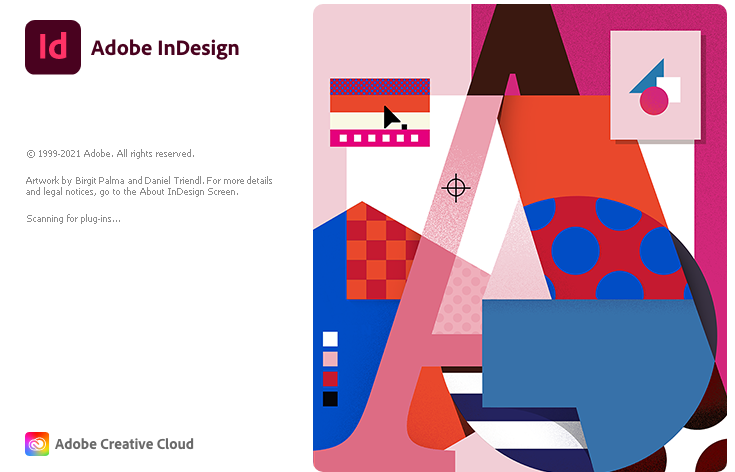 Id
Adobe InDesign
© 1999-2021 Adobe. All rights reserved.
Artwork by Birgit Palma and Daniel Triendl. For more details
and legal notices, go to the About InDesign Screen.
Scanning for plug-ins...
Adobe Creative Cloud